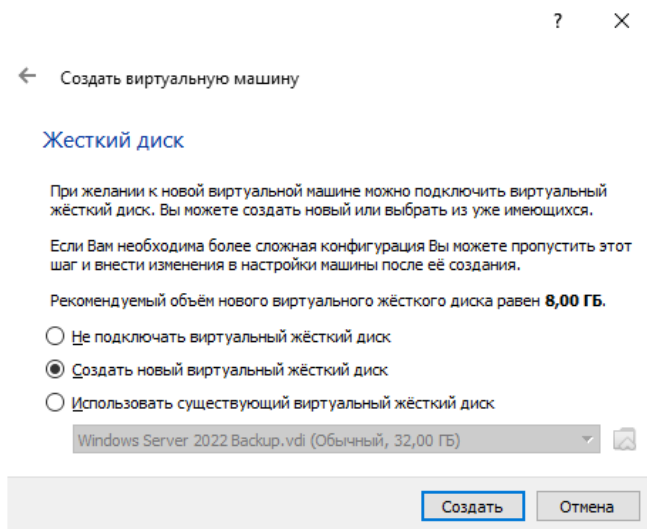 ?
Создать виртуальную машину
Жесткий диск
При желании к новой виртуальной машине можно подключить виртуальный
жёсткий диск. Вы можете создать новый или выбрать из уже имеющихся.
Если Вам необходима более сложная конфигурация Вы можете пропустить этот
шаг и внести изменения в настройки машины после её создания.
Рекомендуемый объём нового виртуального жёсткого диска равен 8,00 ГБ.
Не подключать виртуальный жёсткий диск
Создать новый виртуальный жёсткий диск
Использовать существующий виртуальный жёсткий диск
Windows Server 2022 Backup.vdi (Обычный, 32,00 ГБ)
Создать Отмена